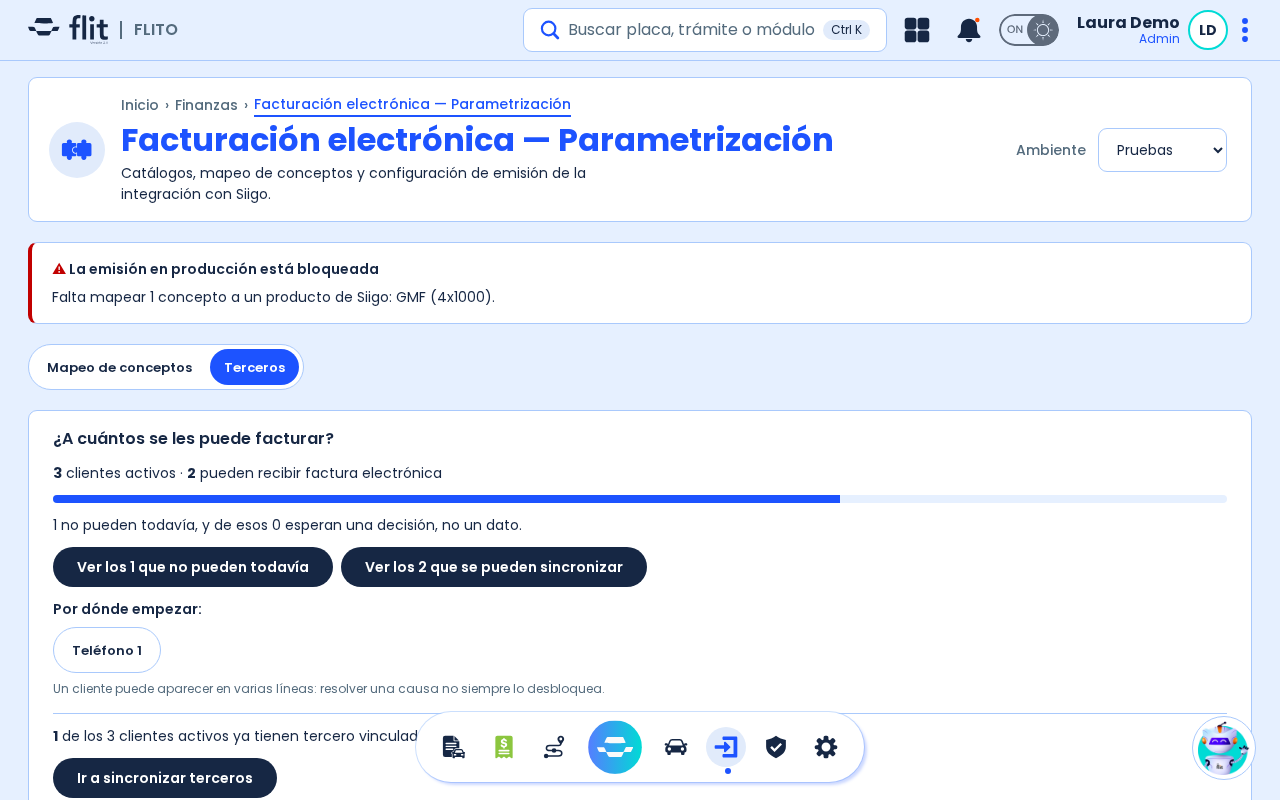 flit | FLITO
Buscar placa, trámite o módulo Ctrl K
ON
Laura Demo
Admin
LD
Inicio › Finanzas › Facturación electrónica — Parametrización
Facturación electrónica — Parametrización
Catálogos, mapeo de conceptos y configuración de emisión de la
integración con Siigo.
Ambiente Pruebas
La emisión en producción está bloqueada
Falta mapear 1 concepto a un producto de Siigo: GMF (4x1000).
Mapeo de conceptos Terceros
¿A cuántos se les puede facturar?
3 clientes activos · 2 pueden recibir factura electrónica
1 no pueden todavía, y de esos 0 esperan una decisión, no un dato.
Ver los 1 que no pueden todavía Ver los 2 que se pueden sincronizar
Por dónde empezar:
Teléfono 1
Un cliente puede aparecer en varias líneas: resolver una causa no siempre lo desbloquea.
1 de los 3 clientes activos ya tienen tercero vinculad
Ir a sincronizar terceros